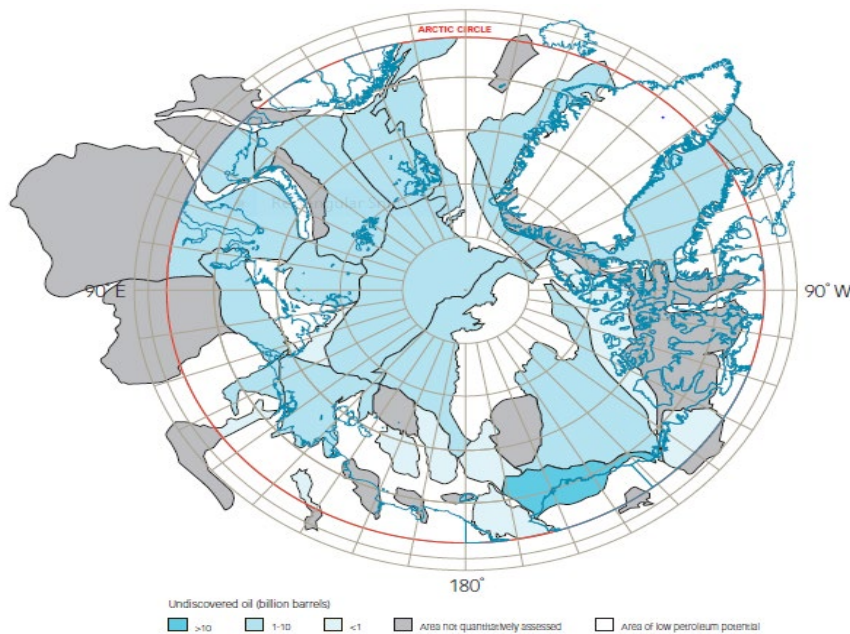 ARCTIC CIRCLE
90° E
90° W
180°
Undiscovered oil (billion barrels)
>10
1-10
<1
Area not quantitatively assessed
Area of low petroleum potential